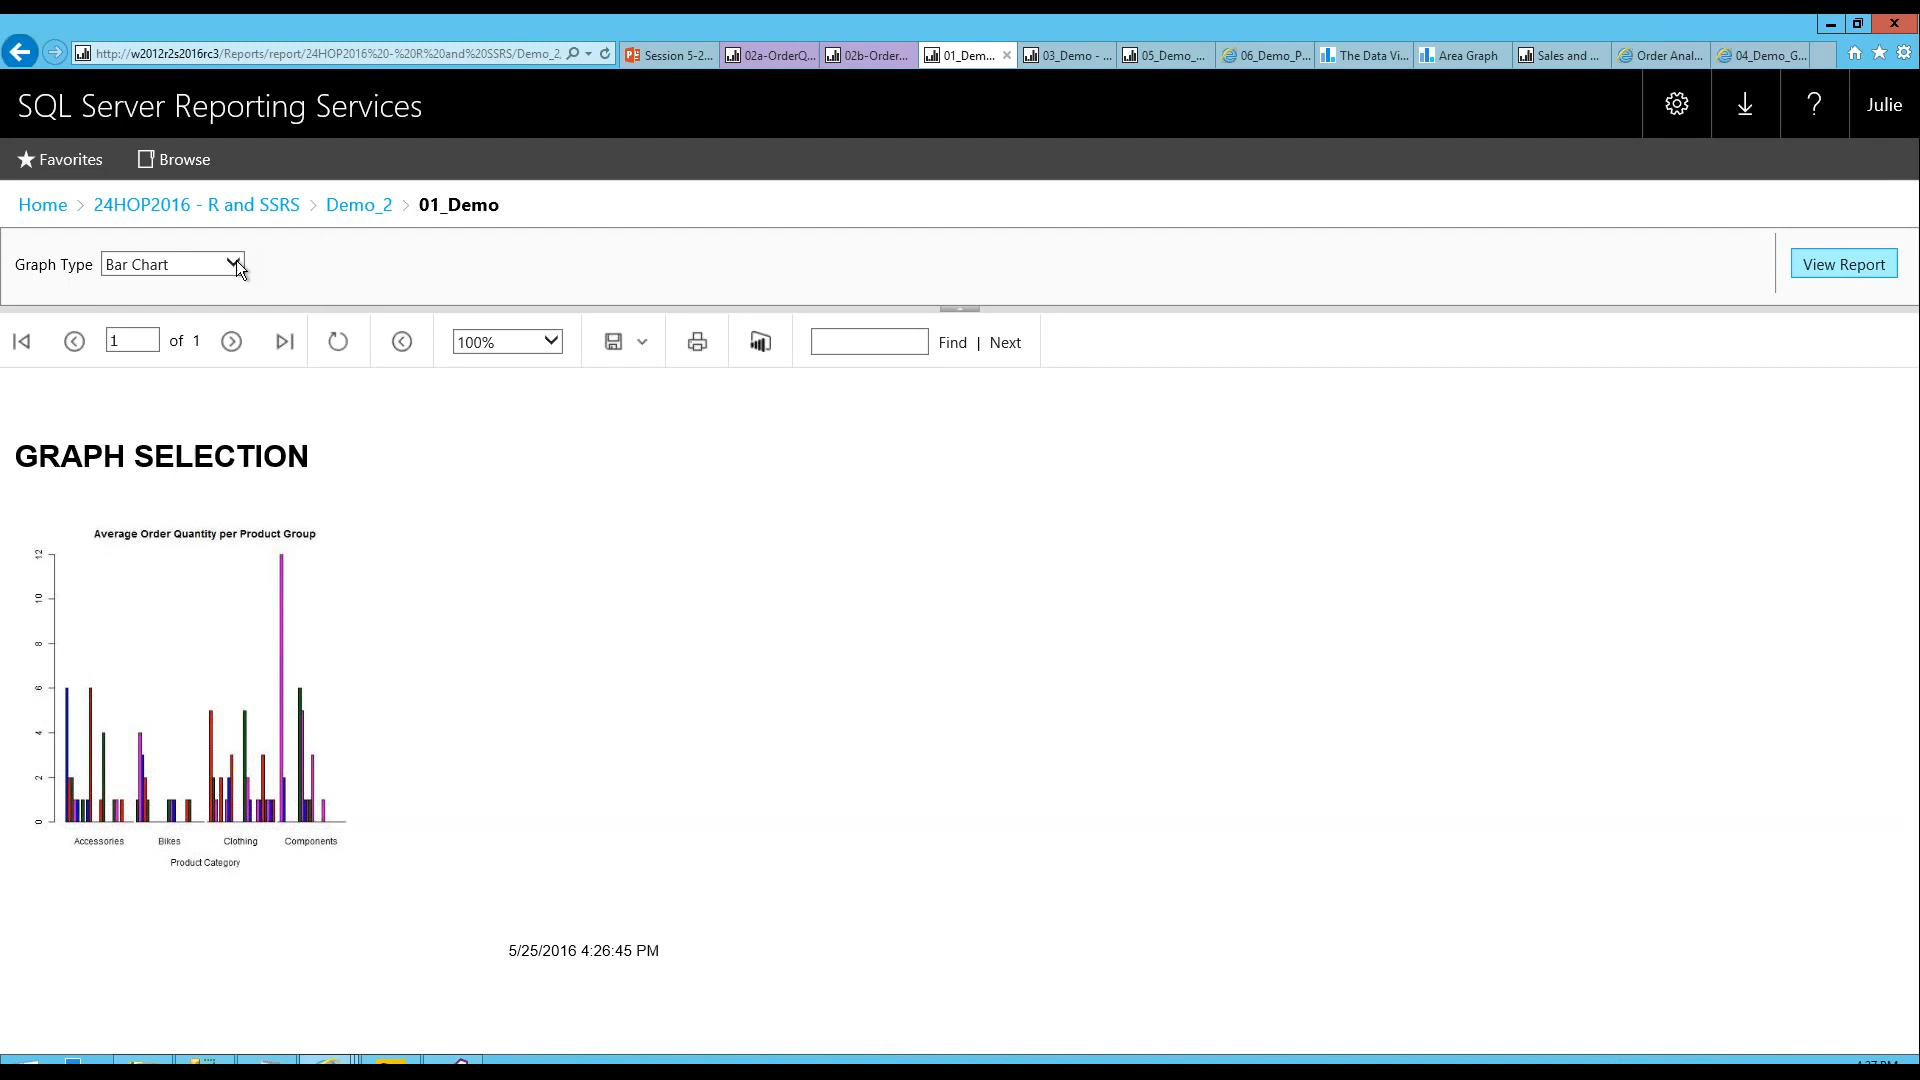 http://w2012r2s2016rc3/Reports/report/24HOP2016%20-%20R%20and%20SSRS/Demo_2,
Session 5-2...
02a-OrderQ...
02b-Order...
01_Dem...
03_Demo - ...
05_Demo_...
06_Demo_P...
The Data Vi...
Area Graph
Sales and ...
Order Anal...
04_Demo_G...
SQL Server Reporting Services
?
Julie
Favorites
Browse
Home > 24HOP2016 - R and SSRS > Demo_2 > 01_Demo
Graph Type
Bar Chart
View Report
1
of 1
100%
Find | Next
GRAPH SELECTION
Average Order Quantity per Product Group
12
10
8
6
4
2
0
Accessories
Bikes
Clothing
Components
Product Category
5/25/2016 4:26:45 PM